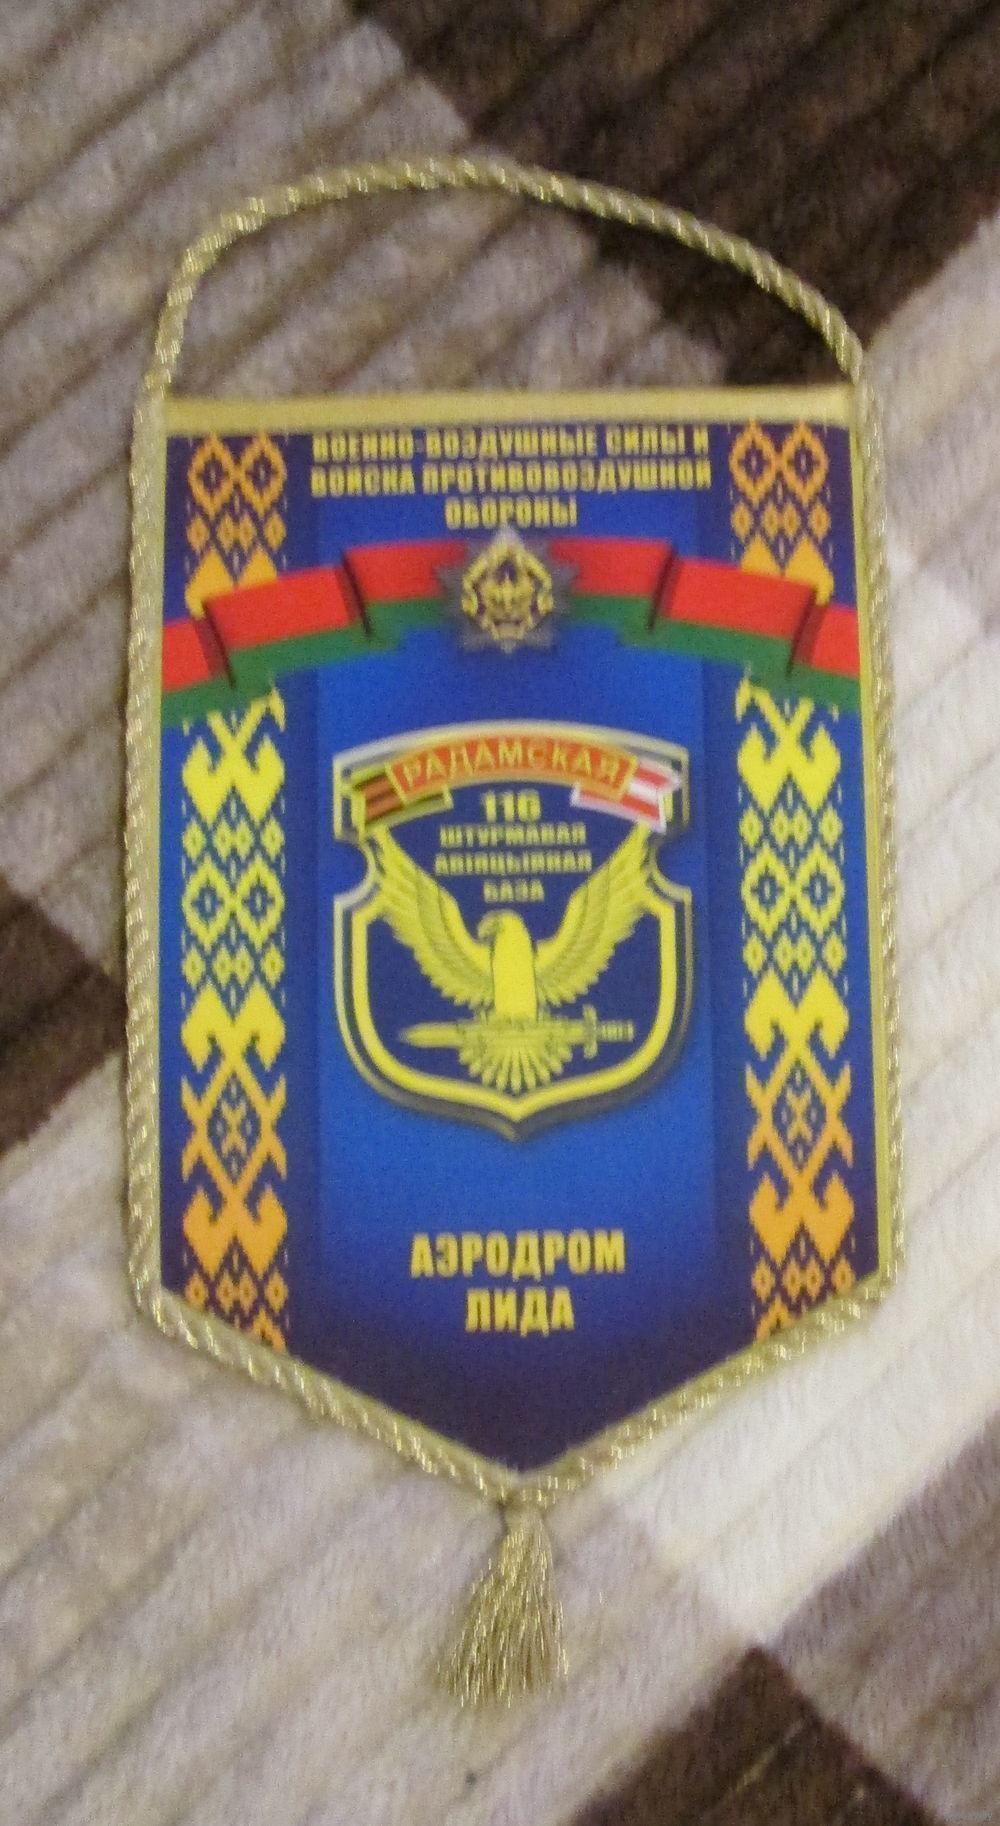 ВОЕННО-ВОЗДУШНЫЕ СИЛЫ И
ВОЙСКА ПРОТИВОВОЗДУШНОЙ
ОБОРОНЫ
РАДАМСКАЯ
116
ШТУРМАВАЯ
АВІЯЦЫЙНАЯ
БАЗА
АЭРОДРОМ
ЛИДА